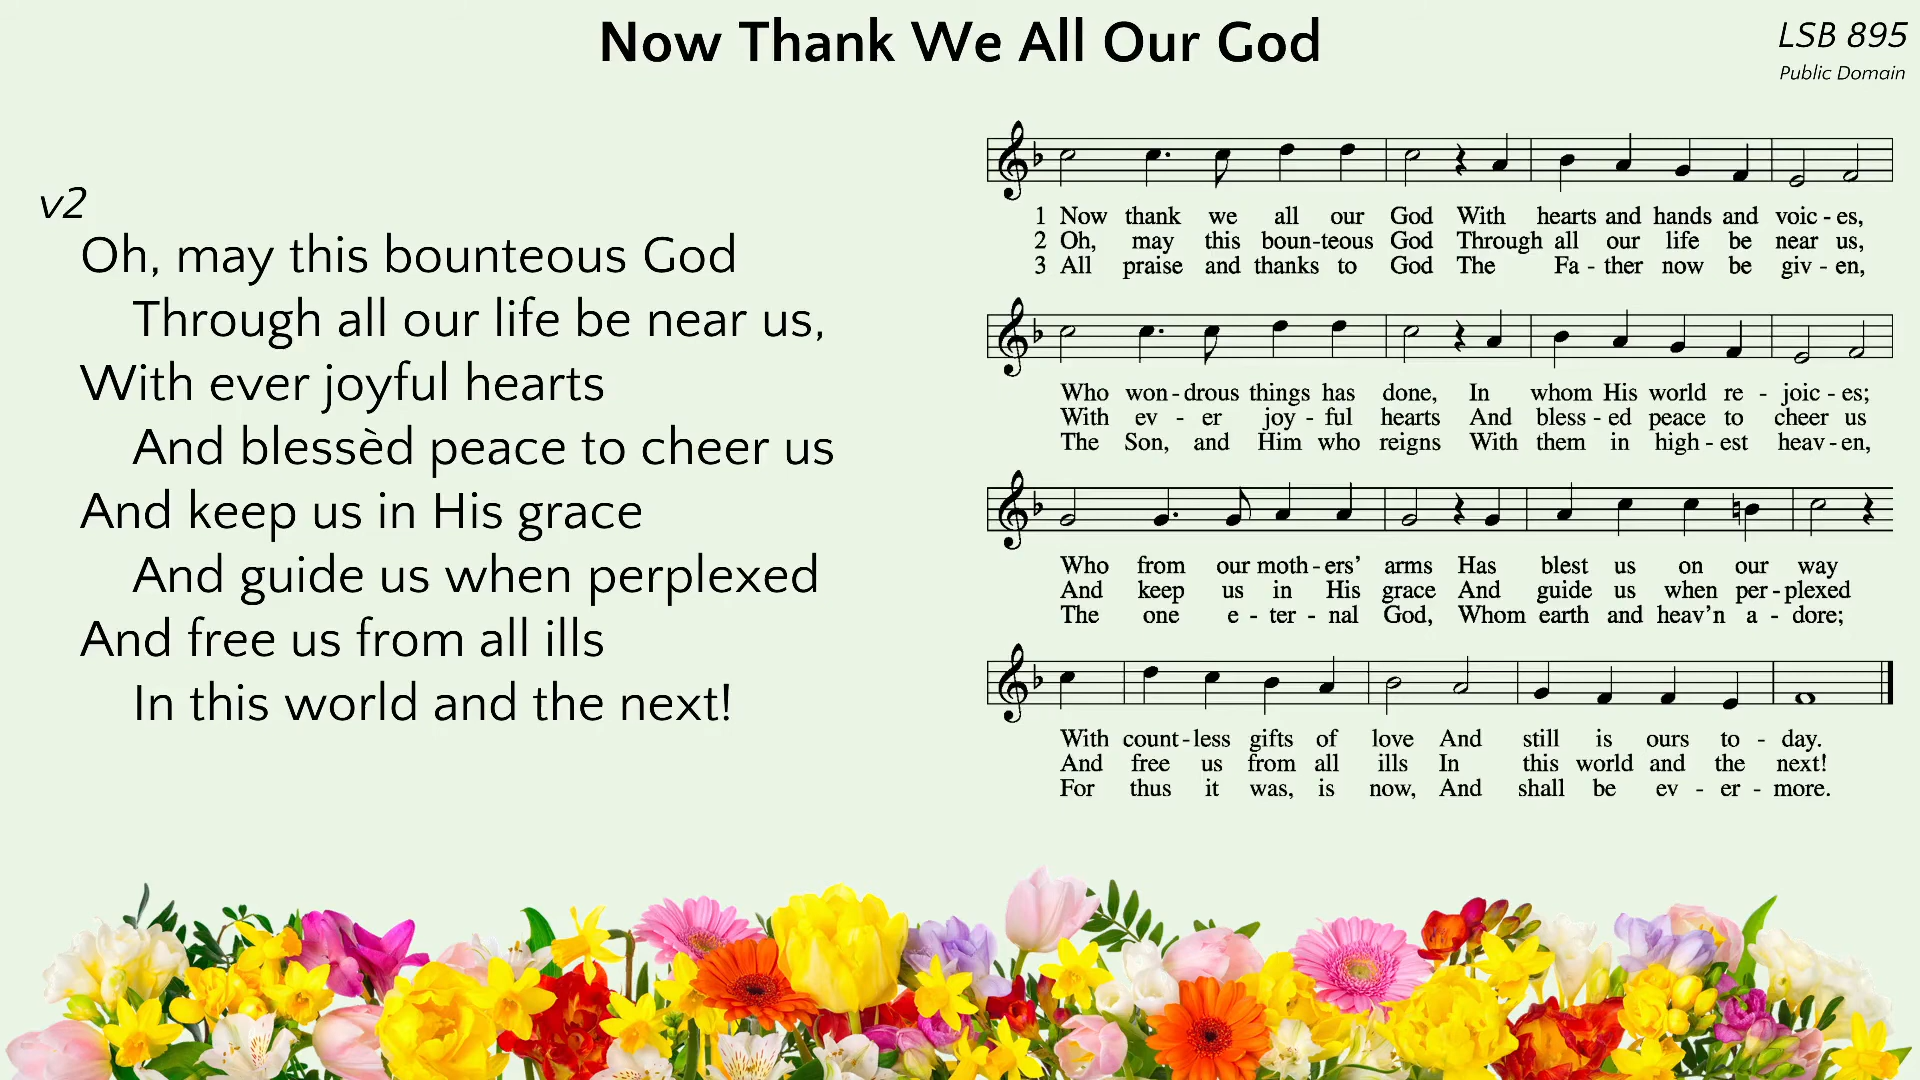 Now Thank We All Our God
LSB 895
Public Domain
v2
Oh, may this bounteous God
Through all our life be near us,
With ever joyful hearts
And blessèd peace to cheer us
And keep us in His grace
And guide us when perplexed
And free us from all ills
In this world and the next!
1 Now thank we all our God With hearts and hands and voic - es,
2 Oh, may this boun - teous God Through all our life be near us,
3 All praise and thanks to God The Fa - ther now be giv - en,
Who won - drous things has done, In whom His world re - joic - es;
With ev - er joy - ful hearts And bless - ed peace to cheer us
The Son, and Him who reigns With them in high - est heav - en,
Who from our moth - ers' arms Has blest us on our way
And keep us in His grace And guide us when per - plexed
The one e - ter - nal God, Whom earth and heav'n a - dore;
With count - less gifts of love And still is ours to - day.
And free us from all ills In this world and the next!
For thus it was, is now, And shall be ev - er - more.